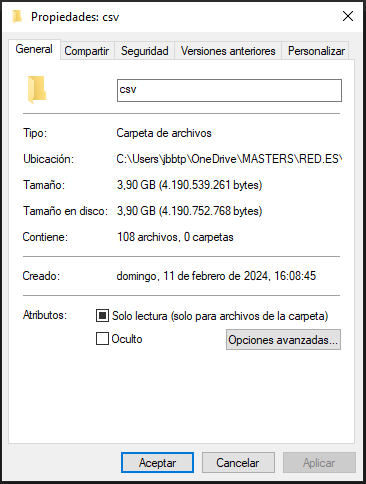 Propiedades: csv
General Compartir Seguridad Versiones anteriores Personalizar
csv
Tipo: Carpeta de archivos
Ubicación: C:\Users\jbbtp\OneDrive\MASTERS\RED.ES\
Tamaño: 3,90 GB (4.190.539.261 bytes)
Tamaño en disco: 3,90 GB (4.190.752.768 bytes)
Contiene: 108 archivos, 0 carpetas
Creado: domingo, 11 de febrero de 2024, 16:08:45
Atributos: Solo lectura (solo para archivos de la carpeta)
Oculto Opciones avanzadas...
Aceptar Cancelar Aplicar